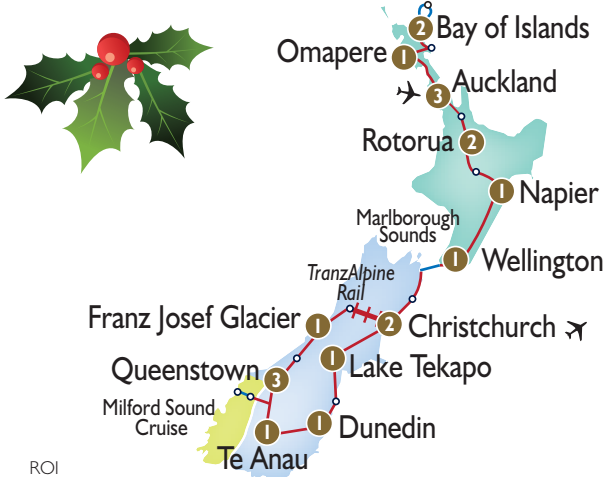 2 Bay of Islands
Omapere 1
3 Auckland
Rotorua 2
1 Napier
Marlborough
Sounds
1 Wellington
TranzAlpine
Rail
Franz Josef Glacier 1
2 Christchurch
1 Lake Tekapo
Queenstown 3
Milford Sound
Cruise
1 Dunedin
1
Te Anau
ROI